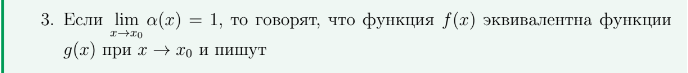 3. Если lim α(x) = 1, то говорят, что функция f(x) эквивалентна функции
x→x₀
g(x) при x → x₀ и пишут